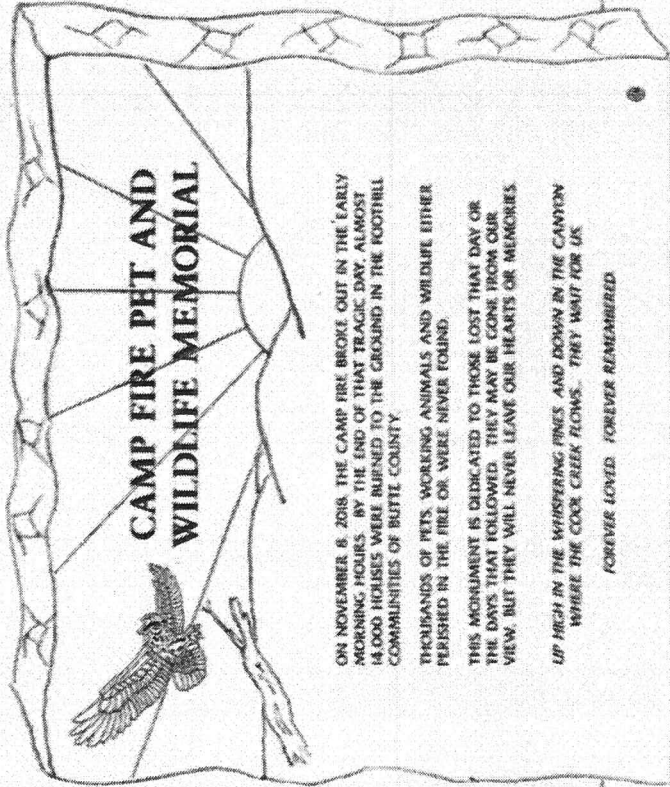 CAMP FIRE PET AND
WILDLIFE MEMORIAL
ON NOVEMBER 8, 2018, THE CAMP FIRE BROKE OUT IN THE EARLY
MORNING HOURS. BY THE END OF THAT TRAGIC DAY, ALMOST
14,000 HOUSES WERE BURNED TO THE GROUND IN THE FOOTHILL
COMMUNITIES OF BUTTE COUNTY.
THOUSANDS OF PETS, WORKING ANIMALS AND WILDLIFE EITHER
PERISHED IN THE FIRE OR WERE NEVER FOUND.
THIS MONUMENT IS DEDICATED TO THOSE LOST THAT DAY OR
THE DAYS THAT FOLLOWED. THEY MAY BE GONE FROM OUR
VIEW, BUT THEY WILL NEVER LEAVE OUR HEARTS OR MEMORIES.
UP HIGH IN THE WHISPERING PINES AND DOWN IN THE CANYON
WHERE THE COOL CREEK FLOWS... THEY WAIT FOR US.
FOREVER LOVED. FOREVER REMEMBERED.